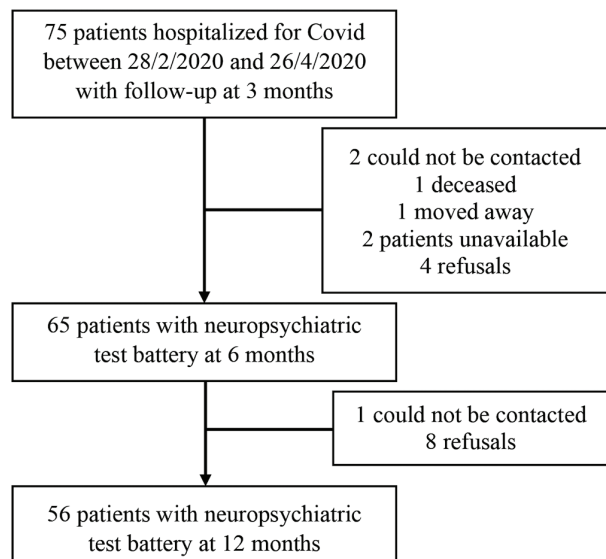 75 patients hospitalized for Covid
between 28/2/2020 and 26/4/2020
with follow-up at 3 months
2 could not be contacted
1 deceased
1 moved away
2 patients unavailable
4 refusals
65 patients with neuropsychiatric
test battery at 6 months
1 could not be contacted
8 refusals
56 patients with neuropsychiatric
test battery at 12 months